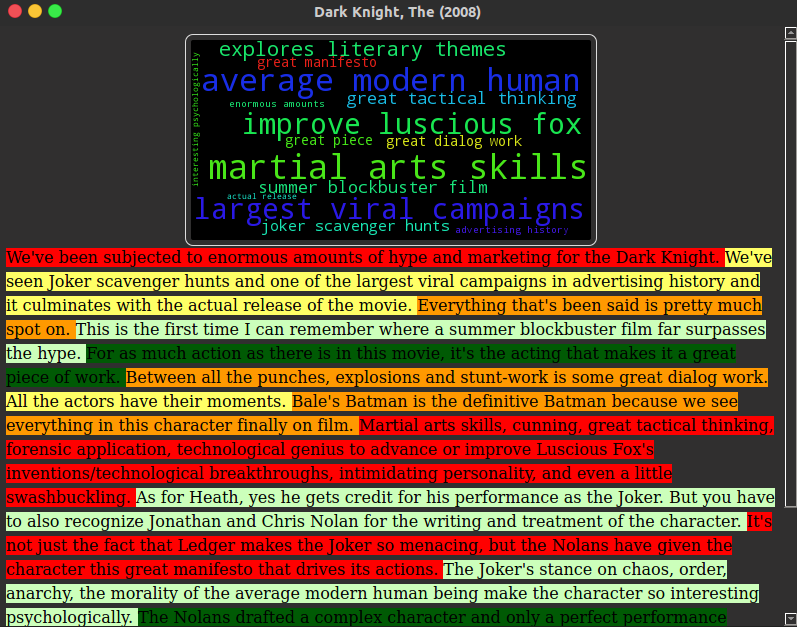 Dark Knight, The (2008)
explores literary themes
great manifesto
average modern human
enormous amounts
great tactical thinking
interesting psychologically
improve luscious fox
great piece
great dialog work
martial arts skills
summer blockbuster film
actual release
largest viral campaigns
joker scavenger hunts
advertising history
We've been subjected to enormous amounts of hype and marketing for the Dark Knight. We've
seen Joker scavenger hunts and one of the largest viral campaigns in advertising history and
it culminates with the actual release of the movie. Everything that's been said is pretty much
spot on. This is the first time I can remember where a summer blockbuster film far surpasses
the hype. For as much action as there is in this movie, it's the acting that makes it a great
piece of work. Between all the punches, explosions and stunt-work is some great dialog work.
All the actors have their moments. Bale's Batman is the definitive Batman because we see
everything in this character finally on film. Martial arts skills, cunning, great tactical thinking,
forensic application, technological genius to advance or improve Luscious Fox's
inventions/technological breakthroughs, intimidating personality, and even a little
swashbuckling. As for Heath, yes he gets credit for his performance as the Joker. But you have
to also recognize Jonathan and Chris Nolan for the writing and treatment of the character. It's
not just the fact that Ledger makes the Joker so menacing, but the Nolans have given the
character this great manifesto that drives its actions. The Joker's stance on chaos, order,
anarchy, the morality of the average modern human being make the character so interesting
psychologically. The Nolans drafted a complex character and only a perfect performance